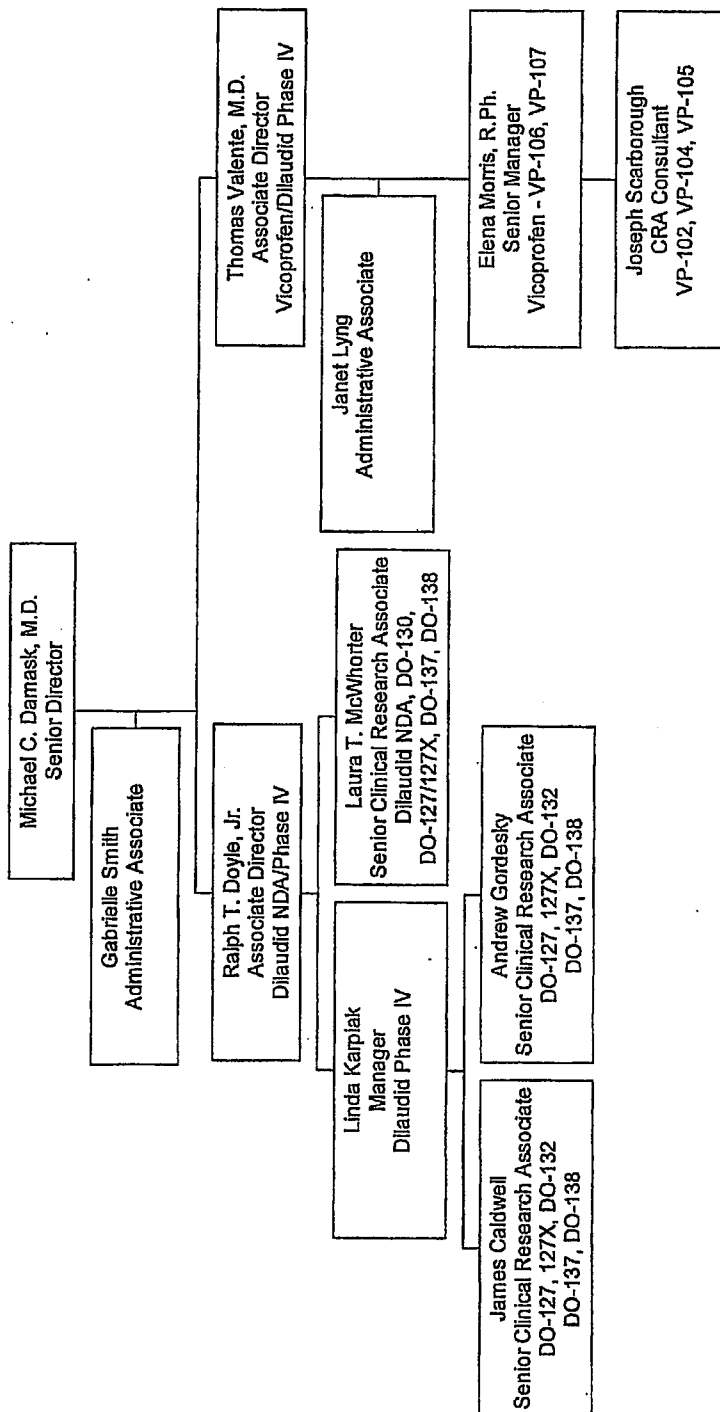 Michael C. Damask, M.D.
Senior Director
Gabrielle Smith
Administrative Associate
Ralph T. Doyle, Jr.
Associate Director
Dilaudid NDA/Phase IV
Thomas Valente, M.D.
Associate Director
Vicoprofen/Dilaudid Phase IV
Linda Karpiak
Manager
Dilaudid Phase IV
Laura T. McWhorter
Senior Clinical Research Associate
Dilaudid NDA, DO-130,
DO-127/127X, DO-137, DO-138
Janet Lyng
Administrative Associate
James Caldwell
Senior Clinical Research Associate
DO-127, 127X, DO-132
DO-137, DO-138
Andrew Gordesky
Senior Clinical Research Associate
DO-127, 127X, DO-132
DO-137, DO-138
Elena Morris, R.Ph.
Senior Manager
Vicoprofen - VP-106, VP-107
Joseph Scarborough
CRA Consultant
VP-102, VP-104, VP-105